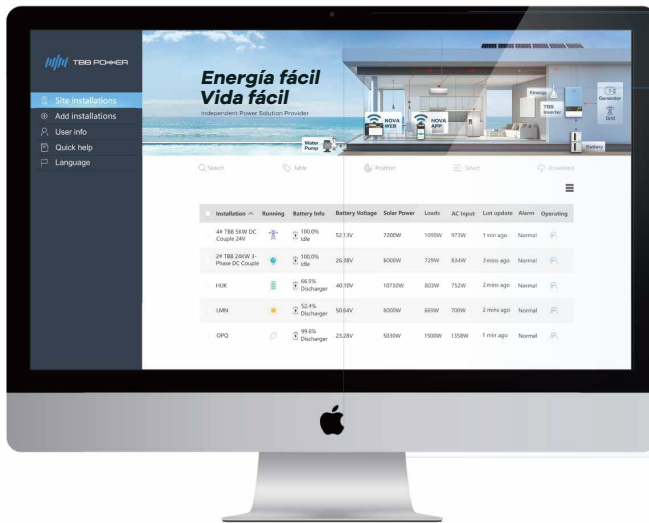 TBB POWER
Site installations
Add installations
User info
Quick help
Language
Energía fácil
Vida fácil
Independent Power Solution Provider
NOVA
WEB
NOVA
APP
Water
Pump
Kinergy
TBB
Inverter
Generator
Grid
Battery
Search Table Position Select Download
Installation Running Battery Info Battery Voltage Solar Power Loads AC Input Last update Alarm Operating
4# TBB 5KW DC
Couple 24V
100.0%
Idle
52.13V 7200W 1090W 973W 1 min ago Normal
2# TBB 24KW 3-
Phase DC Couple
100.0%
Idle
26.38V 6000W 729W 834W 3 mins ago Normal
HUK
66.5%
Discharger
40.10V 10750W 803W 752W 2 mins ago Normal
LMN
52.4%
Discharger
50.64V 8000W 669W 700W 2 mins ago Normal
OPQ
99.8%
Discharger
23.28V 5030W 1500W 1358W 1 min ago Normal